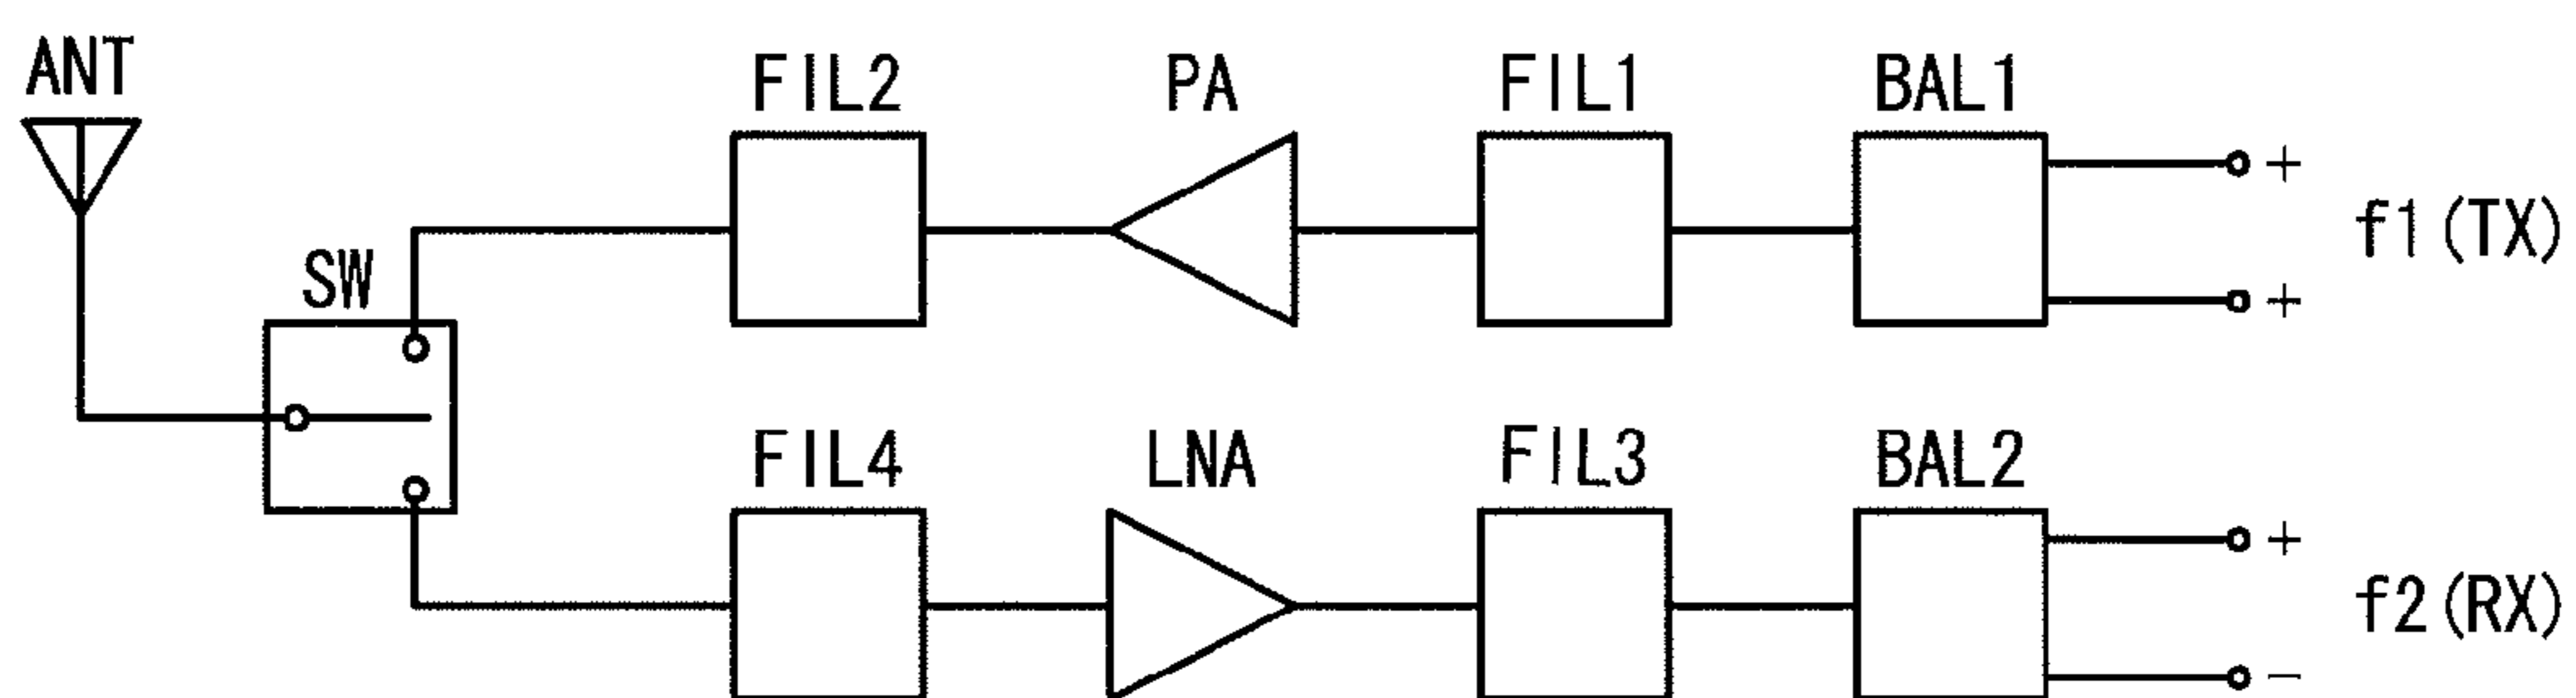 ANT
FIL2 PA FIL1 BAL1
+
f1(TX)
+
SW
FIL4 LNA FIL3 BAL2
+
f2(RX)
-